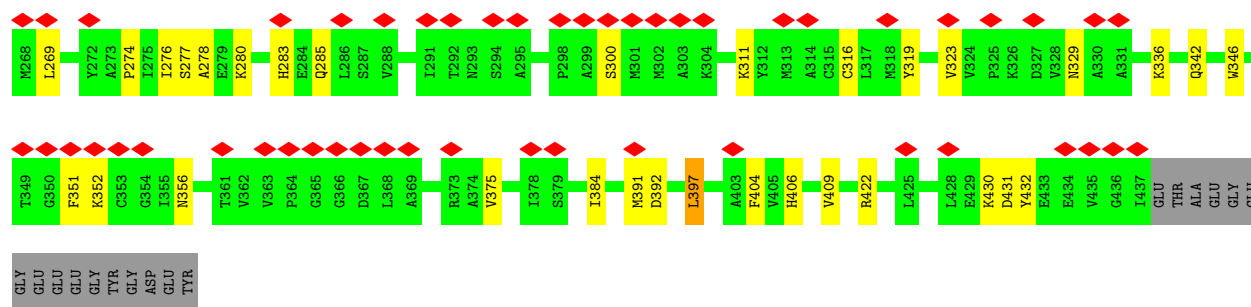 M268 L269 Y272 A273 P274 I275 I276 S277 A278 E279 K280 H283 E284 Q285 L286 S287 V288 I291 T292 N293 S294 A295 P298 A299 S300 M301 M302 A303 K304 K311 Y312 M313 A314 C315 C316 L317 M318 Y319 V323 V324 P325 K326 D327 V328 N329 A330 A331 K336 Q342 W346
T349 G350 F351 K352 C353 G354 I355 N356 T361 V362 V363 P364 G365 G366 D367 L368 A369 R373 A374 V375 I378 S379 I384 M391 D392 L397 A403 F404 V405 H406 V409 R422 L425 L428 E429 K430 D431 Y432 E433 E434 V435 G436 I437 GLU THR ALA GLU GLY GLU
GLY GLU GLU GLU GLY TYR GLY ASP GLU TYR